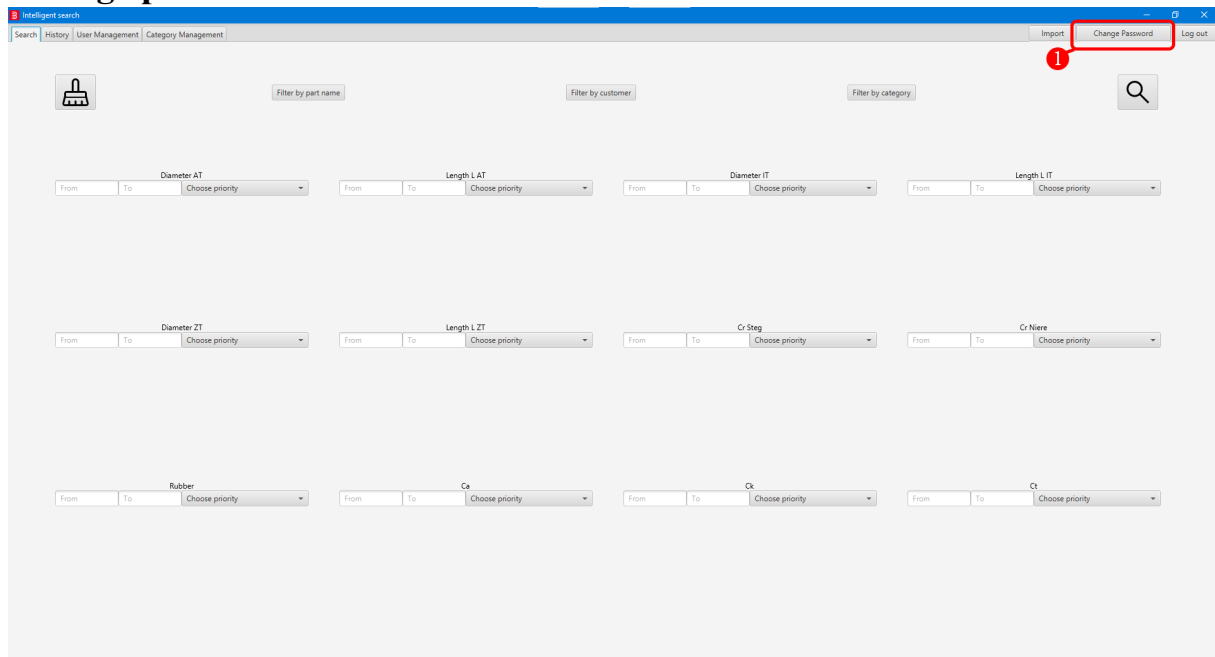 Intelligent search
Search History User Management Category Management Import Change Password Log out
1
Filter by part name Filter by customer Filter by category
Diameter AT Length L AT Diameter IT Length L IT
From To Choose priority From To Choose priority From To Choose priority From To Choose priority
Diameter ZT Length L ZT Cr Steg Cr Niere
From To Choose priority From To Choose priority From To Choose priority From To Choose priority
Rubber Ca Ck Ct
From To Choose priority From To Choose priority From To Choose priority From To Choose priority